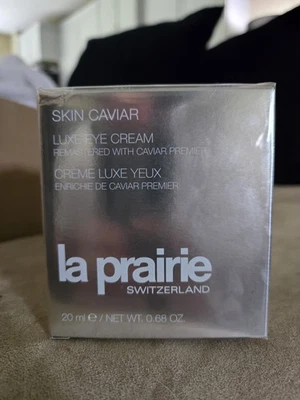 SKIN CAVIAR
LUXE EYE CREAM
REMASTERED WITH CAVIAR PREMIER
CRÈME LUXE YEUX
ENRICHIE DE CAVIAR PREMIER
la prairie
SWITZERLAND
20 ml ℮ / NET WT. 0.68 OZ.